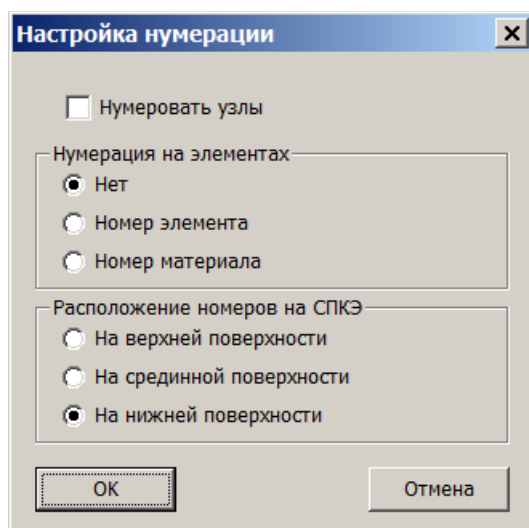 Настройка нумерации
Нумеровать узлы
Нумерация на элементах
Нет
Номер элемента
Номер материала
Расположение номеров на СПКЭ
На верхней поверхности
На срединной поверхности
На нижней поверхности
OK
Отмена